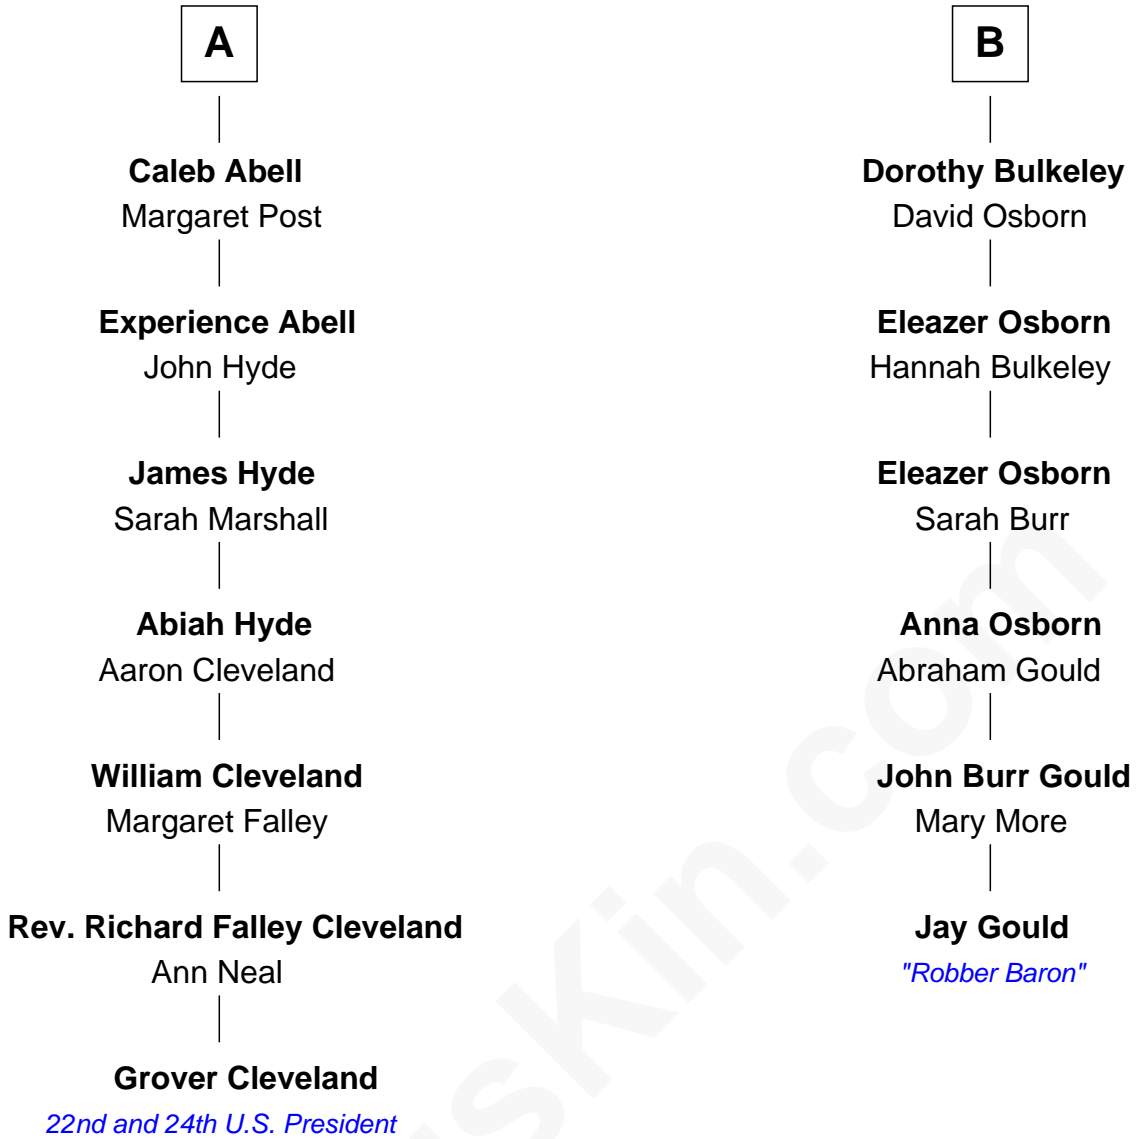 A
Caleb Abell
Margaret Post
Experience Abell
John Hyde
James Hyde
Sarah Marshall
Abiah Hyde
Aaron Cleveland
William Cleveland
Margaret Falley
Rev. Richard Falley Cleveland
Ann Neal
Grover Cleveland
22nd and 24th U.S. President
B
Dorothy Bulkeley
David Osborn
Eleazer Osborn
Hannah Bulkeley
Eleazer Osborn
Sarah Burr
Anna Osborn
Abraham Gould
John Burr Gould
Mary More
Jay Gould
"Robber Baron"